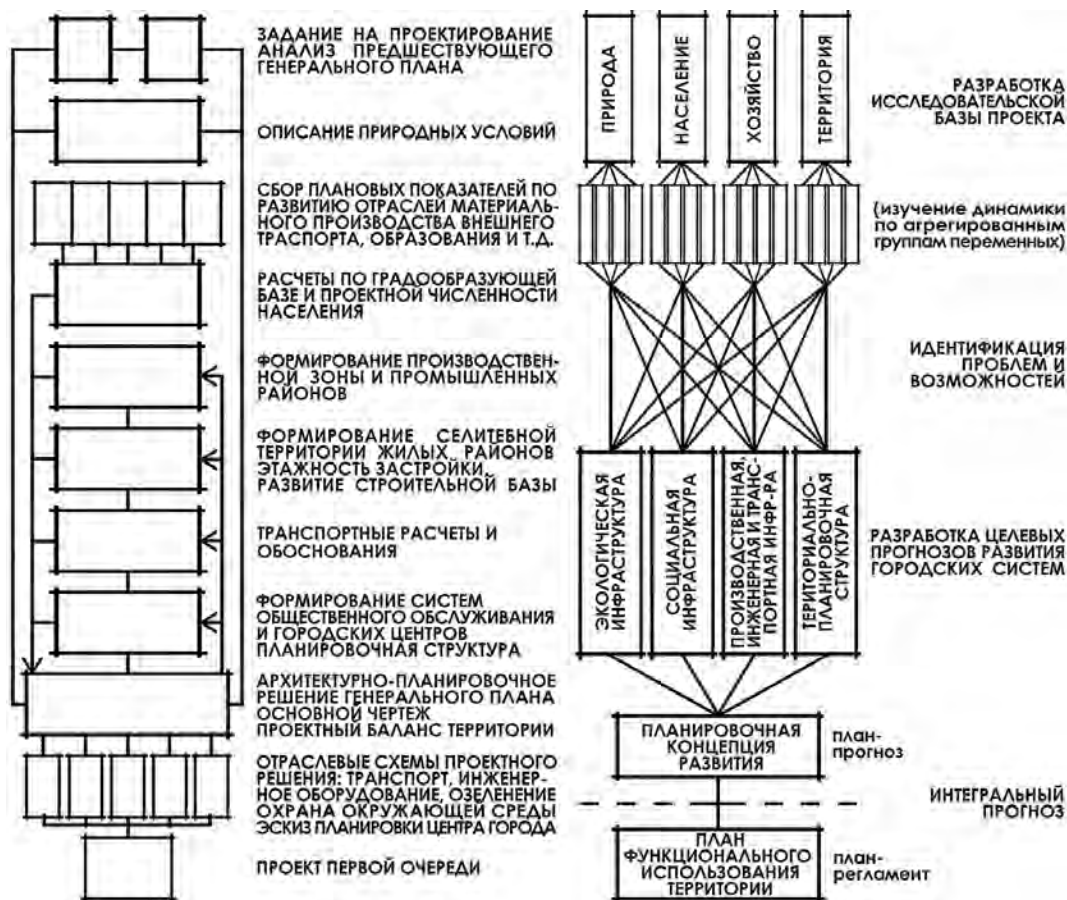 ЗАДАНИЕ НА ПРОЕКТИРОВАНИЕ
АНАЛИЗ ПРЕДШЕСТВУЮЩЕГО
ГЕНЕРАЛЬНОГО ПЛАНА
ОПИСАНИЕ ПРИРОДНЫХ УСЛОВИЙ
СБОР ПЛАНОВЫХ ПОКАЗАТЕЛЕЙ ПО
РАЗВИТИЮ ОТРАСЛЕЙ МАТЕРИАЛЬ-
НОГО ПРОИЗВОДСТВА ВНЕШНЕГО
ТРАСПОРТА, ОБРАЗОВАНИЯ И Т.Д.
РАСЧЕТЫ ПО ГРАДООБРАЗУЮЩЕЙ
БАЗЕ И ПРОЕКТНОЙ ЧИСЛЕННОСТИ
НАСЕЛЕНИЯ
ФОРМИРОВАНИЕ ПРОИЗВОДСТВЕН-
НОЙ ЗОНЫ И ПРОМЫШЛЕННЫХ
РАЙОНОВ
ФОРМИРОВАНИЕ СЕЛИТЕБНОЙ
ТЕРРИТОРИИ ЖИЛЫХ РАЙОНОВ
ЭТАЖНОСТЬ ЗАСТРОЙКИ,
РАЗВИТИЕ СТРОИТЕЛЬНОЙ БАЗЫ
ТРАНСПОРТНЫЕ РАСЧЕТЫ И
ОБОСНОВАНИЯ
ФОРМИРОВАНИЕ СИСТЕМ
ОБЩЕСТВЕННОГО ОБСЛУЖИВАНИЯ
И ГОРОДСКИХ ЦЕНТРОВ
ПЛАНИРОВОЧНАЯ СТРУКТУРА
АРХИТЕКТУРНО-ПЛАНИРОВОЧНОЕ
РЕШЕНИЕ ГЕНЕРАЛЬНОГО ПЛАНА
ОСНОВНОЙ ЧЕРТЕЖ
ПРОЕКТНЫЙ БАЛАНС ТЕРРИТОРИИ
ОТРАСЛЕВЫЕ СХЕМЫ ПРОЕКТНОГО
РЕШЕНИЯ: ТРАНСПОРТ, ИНЖЕНЕР-
НОЕ ОБОРУДОВАНИЕ, ОЗЕЛЕНЕНИЕ
ОХРАНА ОКРУЖАЮЩЕЙ СРЕДЫ
ЭСКИЗ ПЛАНИРОВКИ ЦЕНТРА ГОРОДА
ПРОЕКТ ПЕРВОЙ ОЧЕРЕДИ
ПРИРОДА
НАСЕЛЕНИЕ
ХОЗЯЙСТВО
ТЕРРИТОРИЯ
РАЗРАБОТКА
ИССЛЕДОВАТЕЛЬСКОЙ
БАЗЫ ПРОЕКТА
(изучение динамики
по агрегированным
группам переменных)
ИДЕНТИФИКАЦИЯ
ПРОБЛЕМ И
ВОЗМОЖНОСТЕЙ
ЭКОЛОГИЧЕСКАЯ
ИНФРАСТРУКТУРА
СОЦИАЛЬНАЯ
ИНФРАСТРУКТУРА
ПРОИЗВОДСТВЕННАЯ,
ИНЖЕНЕРНАЯ И ТРАНС-
ПОРТНАЯ ИНФР-РА
ТЕРРИТОРИАЛЬНО-
ПЛАНИРОВОЧНАЯ
СТРУКТУРА
РАЗРАБОТКА ЦЕЛЕВЫХ
ПРОГНОЗОВ РАЗВИТИЯ
ГОРОДСКИХ СИСТЕМ
ПЛАНИРОВОЧНАЯ
КОНЦЕПЦИЯ
РАЗВИТИЯ
план-
прогноз
ИНТЕГРАЛЬНЫЙ
ПРОГНОЗ
ПЛАН
ФУНКЦИОНАЛЬНОГО
ИСПОЛЬЗОВАНИЯ
ТЕРРИТОРИИ
план-
регламент